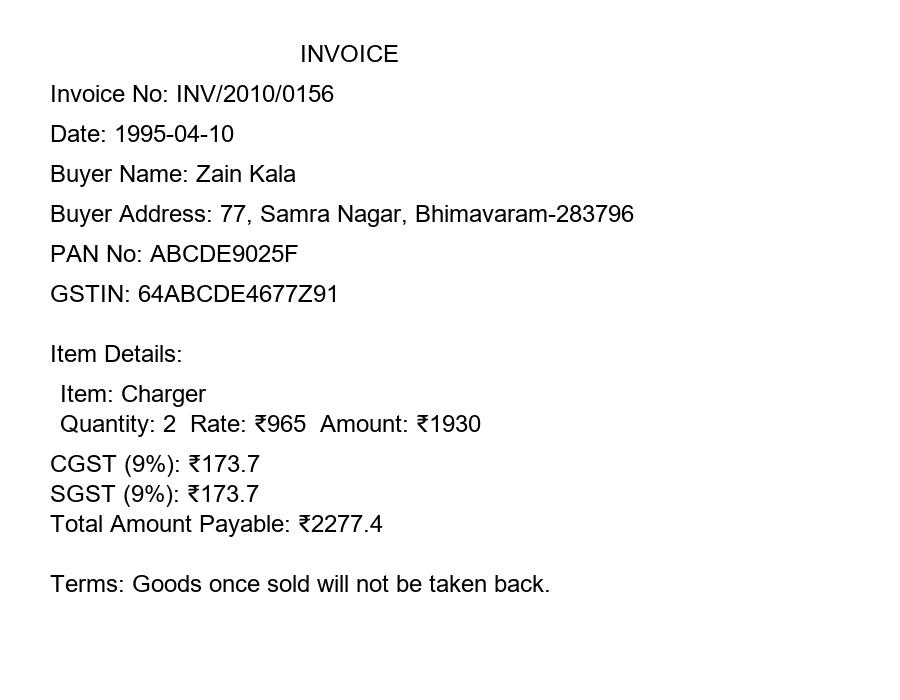 INVOICE
Invoice No: INV/2010/0156
Date: 1995-04-10
Buyer Name: Zain Kala
Buyer Address: 77, Samra Nagar, Bhimavaram-283796
PAN No: ABCDE9025F
GSTIN: 64ABCDE4677Z91
Item Details:
Item: Charger
Quantity: 2  Rate: ₹965  Amount: ₹1930
CGST (9%): ₹173.7
SGST (9%): ₹173.7
Total Amount Payable: ₹2277.4
Terms: Goods once sold will not be taken back.